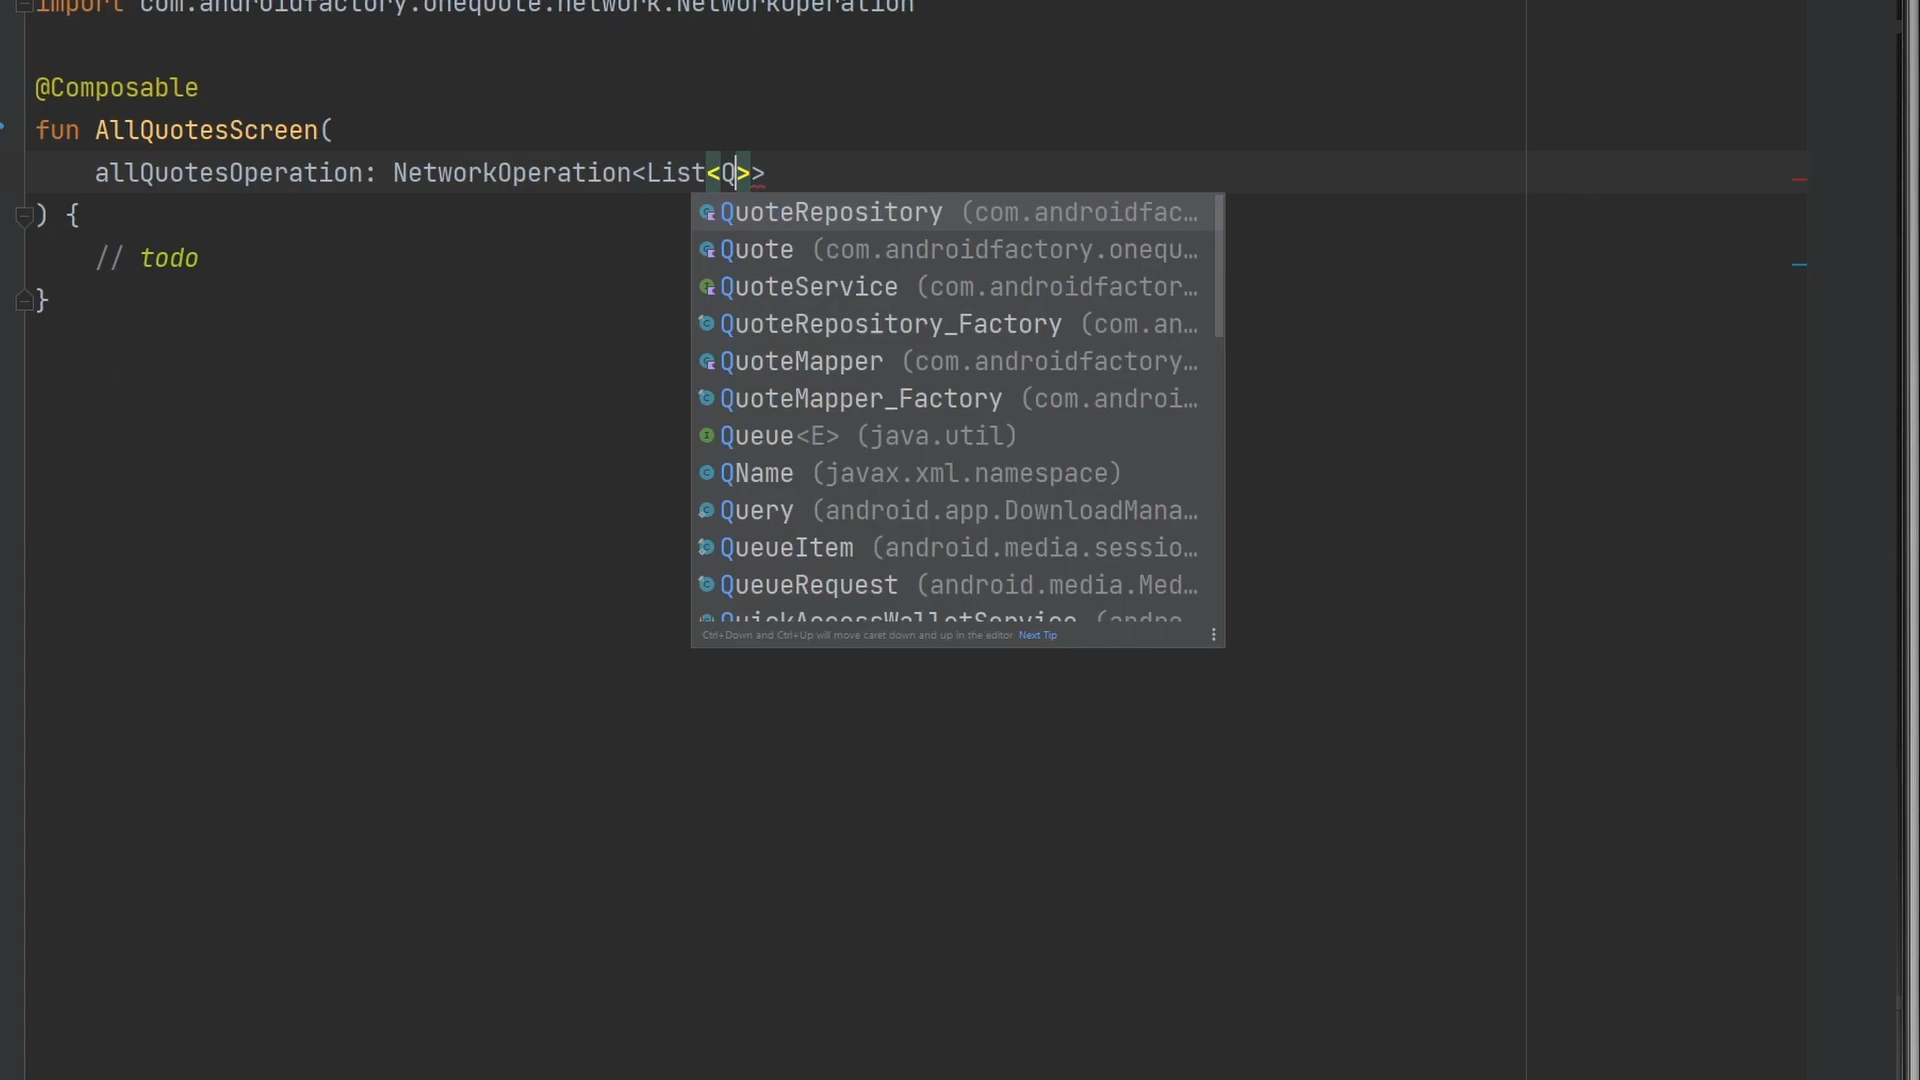 import com.androidfactory.onequote.network.NetworkOperation
@Composable
fun AllQuotesScreen(
allQuotesOperation: NetworkOperation<List<Q>>
) {
// todo
}
QuoteRepository (com.androidfac...
Quote (com.androidfactory.onequ...
QuoteService (com.androidfactor...
QuoteRepository_Factory (com.an...
QuoteMapper (com.androidfactory...
QuoteMapper_Factory (com.androi...
Queue<E> (java.util)
QName (javax.xml.namespace)
Query (android.app.DownloadMana...
QueueItem (android.media.sessio...
QueueRequest (android.media.Med...
QuickAccessWalletService (andro...
Ctrl+Down and Ctrl+Up will move caret down and up in the editor Next Tip